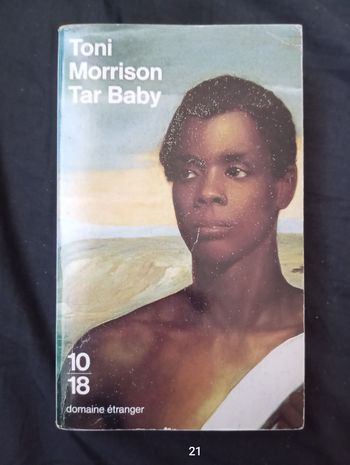 Toni
Morrison
Tar Baby
10
18
domaine étranger
21